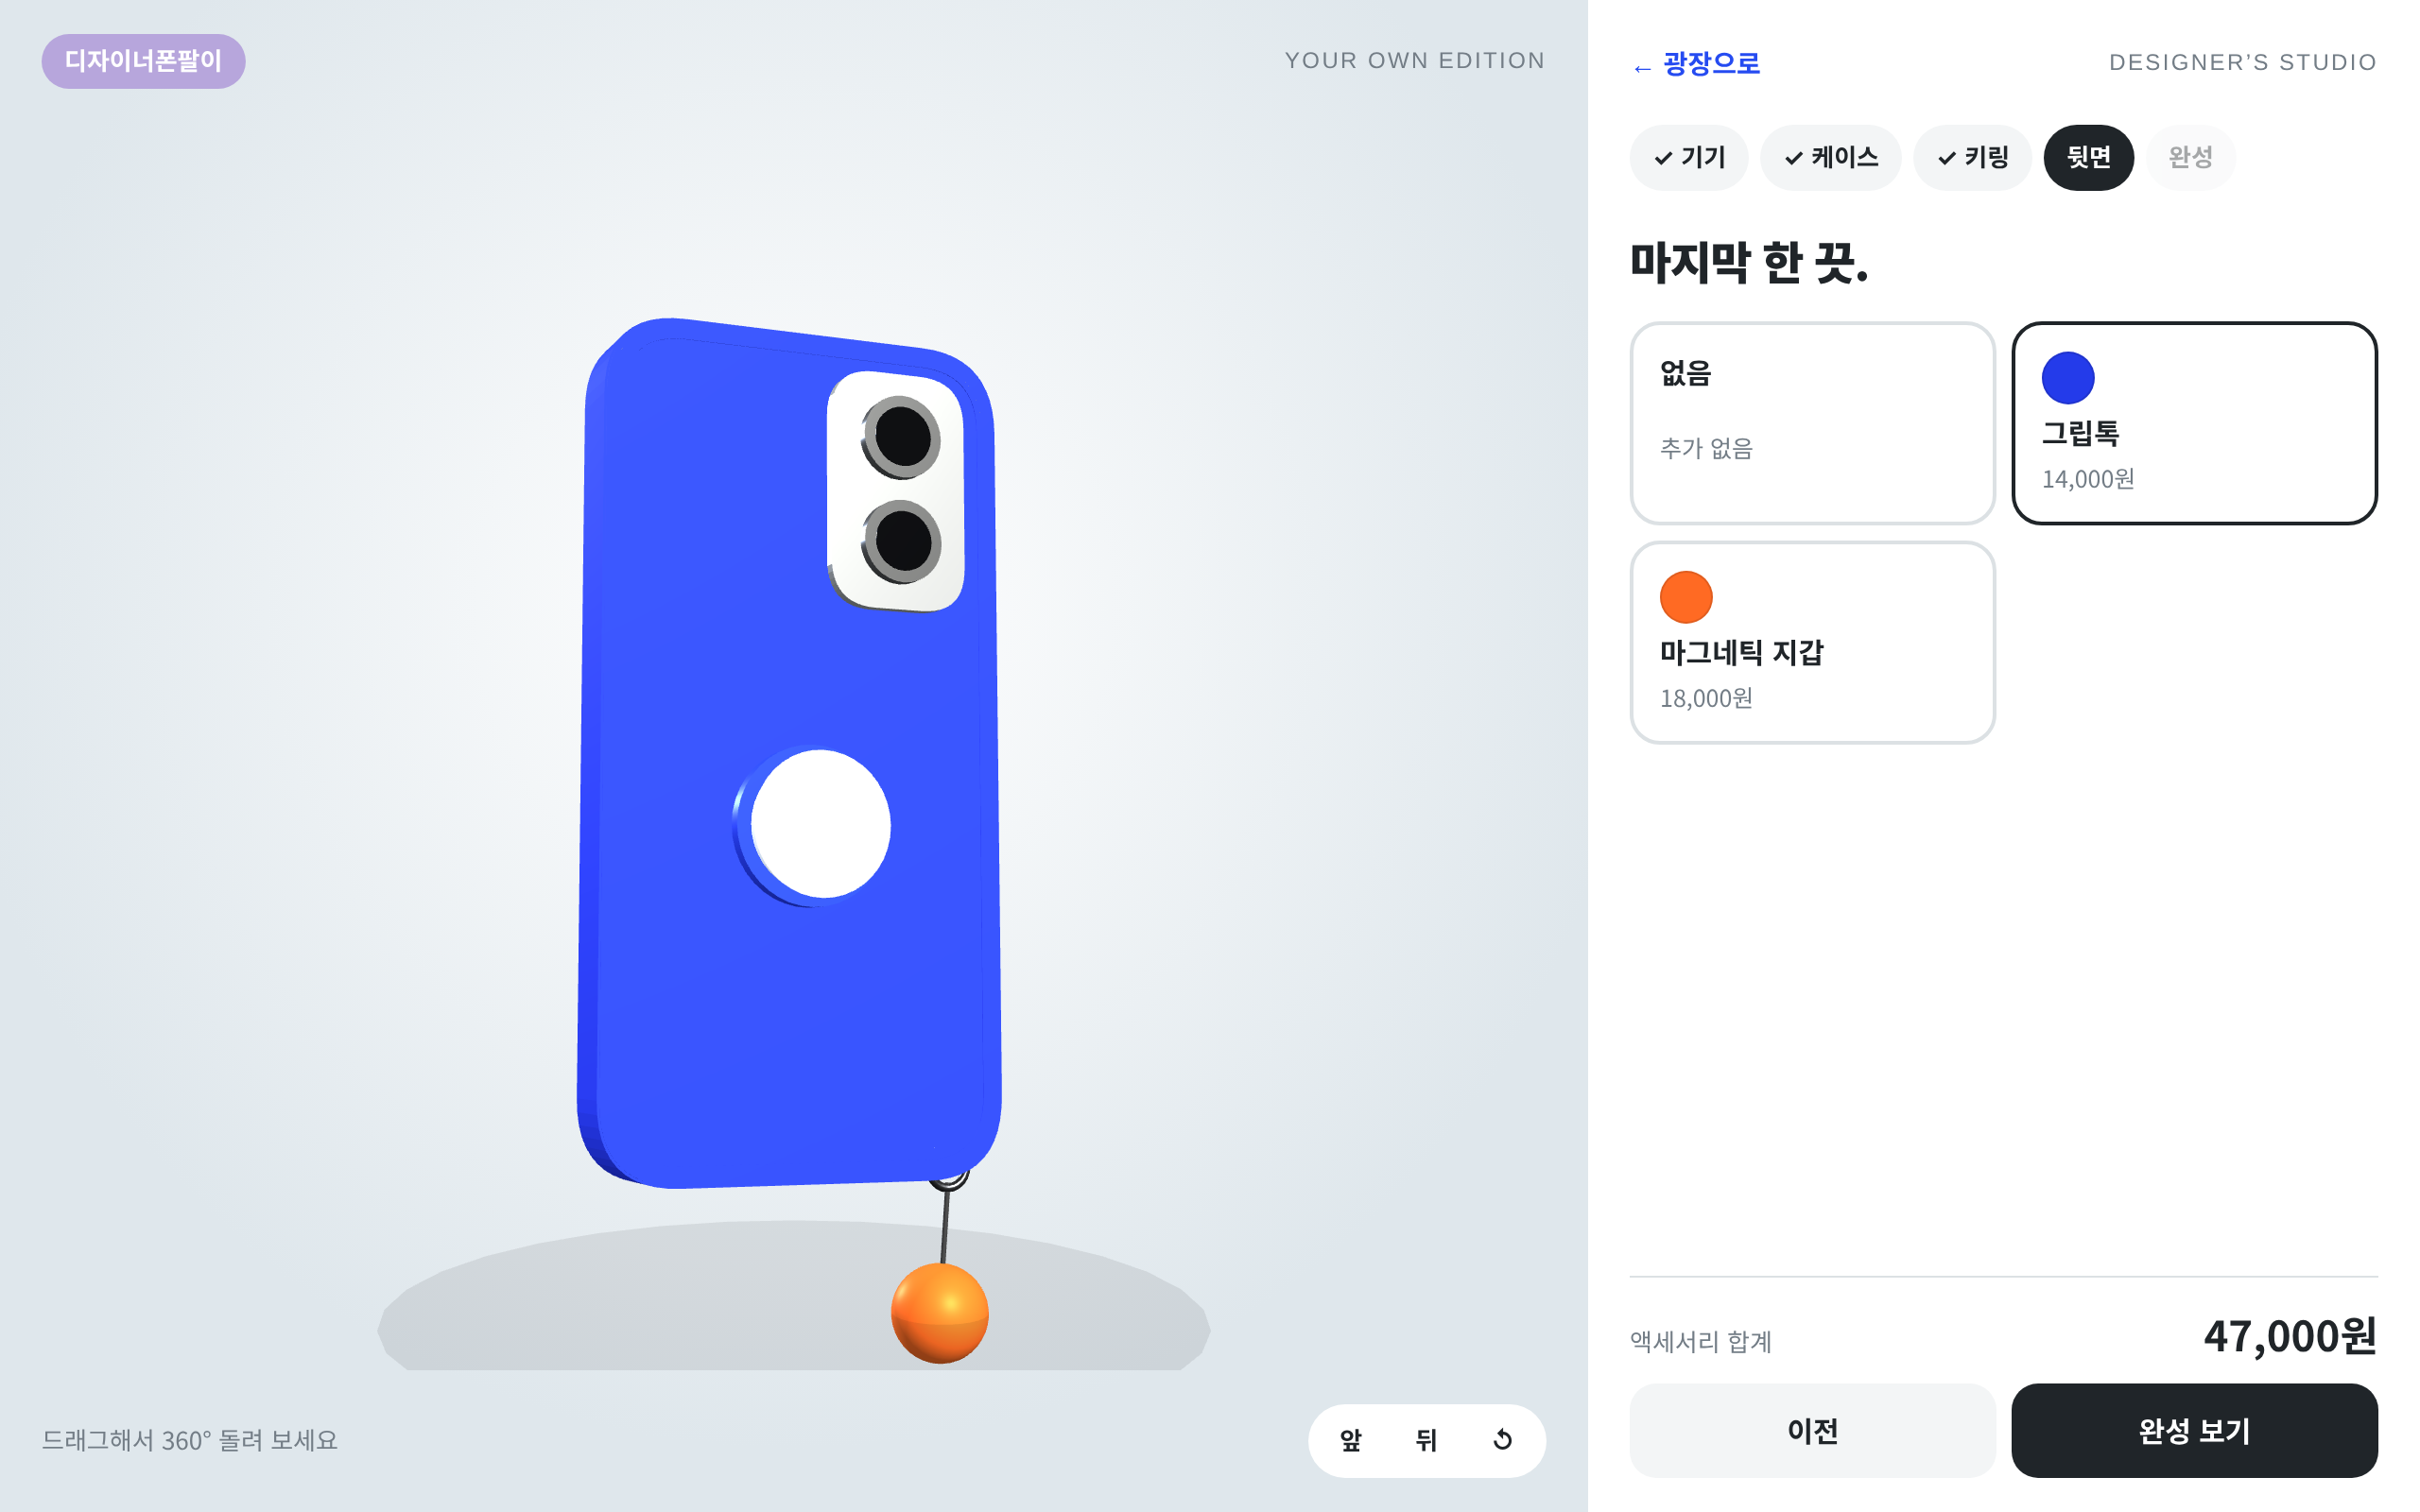 디자이너폰팔이
YOUR OWN EDITION
← 광장으로
DESIGNER’S STUDIO
✓ 기기
✓ 케이스
✓ 키링
뒷면
완성
마지막 한 끗.
없음
추가 없음
그립톡
14,000원
마그네틱 지갑
18,000원
액세서리 합계
47,000원
이전
완성 보기
드래그해서 360° 돌려 보세요
앞
뒤